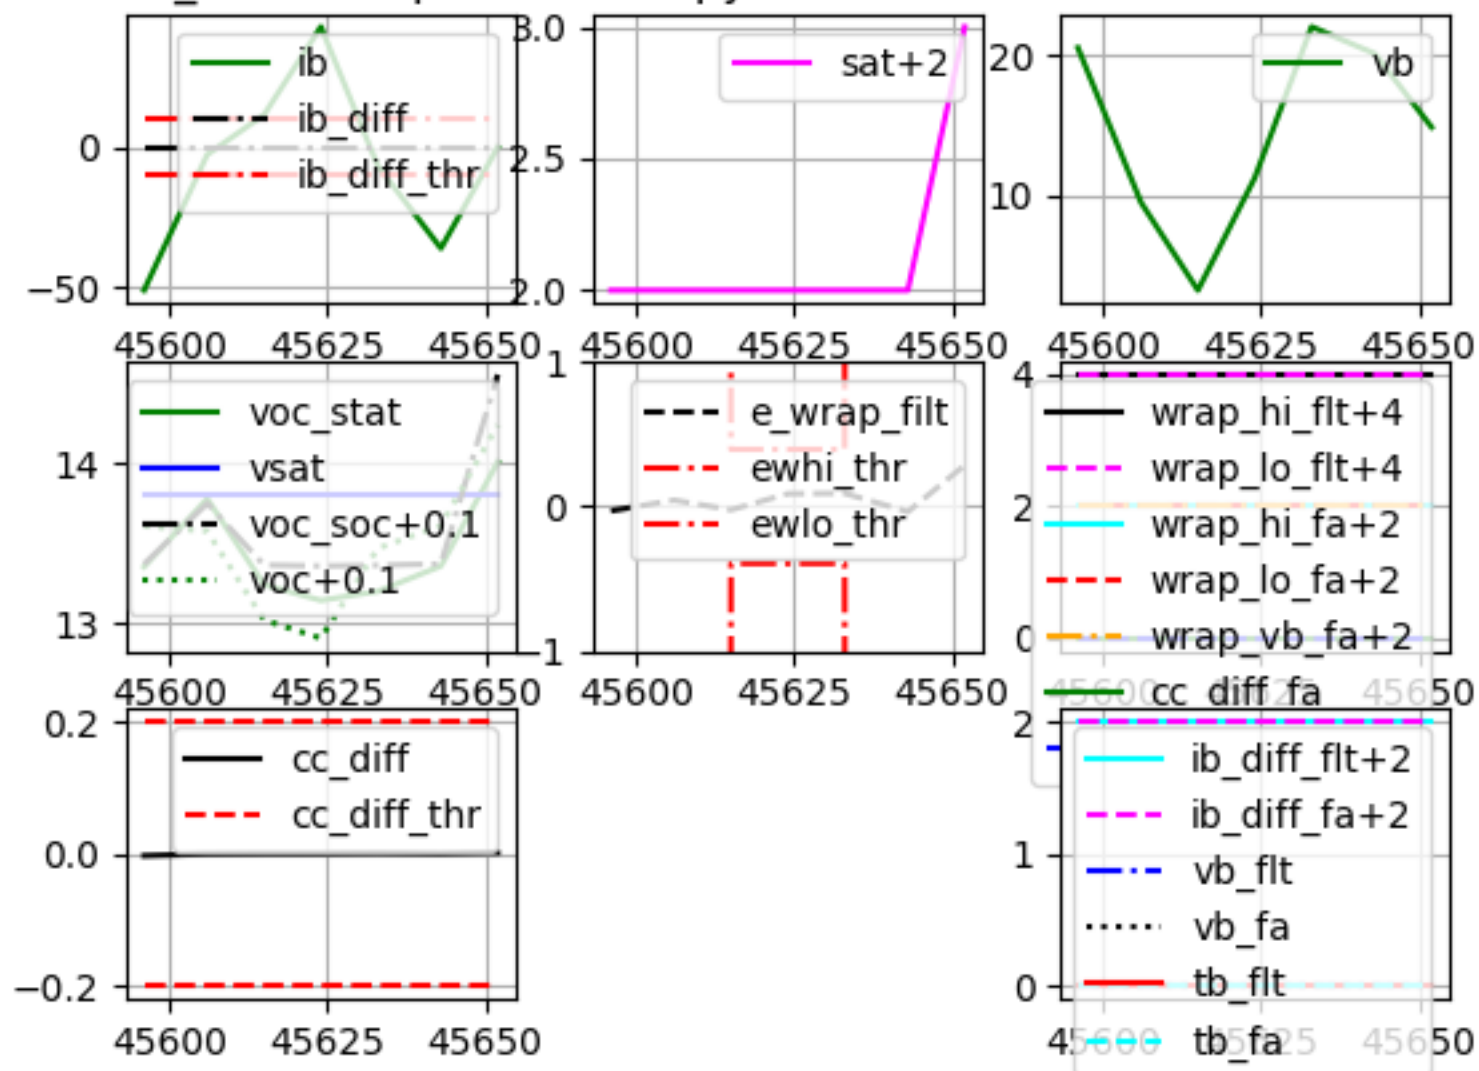 ib
ib_diff
ib_diff_thr
0
−50
45600 45625 45650
sat+2
3.0
2.5
2.0
45600 45625 45650
vb
20
10
45600 45625 45650
voc_stat
vsat
voc_soc+0.1
voc+0.1
14
13
45600 45625 45650
e_wrap_filt
ewhi_thr
ewlo_thr
1
0
−1
45600 45625 45650
wrap_hi_flt+4
wrap_lo_flt+4
wrap_hi_fa+2
wrap_lo_fa+2
wrap_vb_fa+2
cc_diff_fa
4
2
0
45600 45625 45650
cc_diff
cc_diff_thr
0.2
0.0
−0.2
45600 45625 45650
ib_diff_flt+2
ib_diff_fa+2
vb_flt
vb_fa
tb_flt
tb_fa
2
1
0
45600 45625 45650